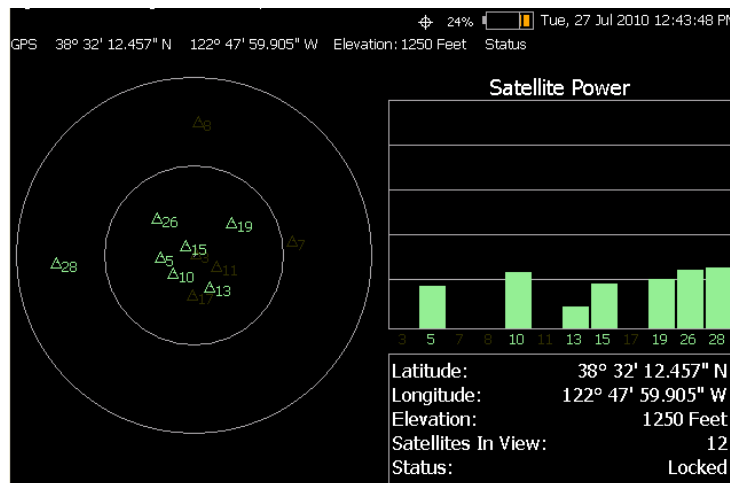 24% Tue, 27 Jul 2010 12:43:48 PM
GPS 38° 32' 12.457" N 122° 47' 59.905" W Elevation: 1250 Feet Status
Satellite Power
8
26
19
15
7
3
5
28
11
10
13
17
3 5 7 8 10 11 13 15 17 19 26 28
Latitude: 38° 32' 12.457" N
Longitude: 122° 47' 59.905" W
Elevation: 1250 Feet
Satellites In View: 12
Status: Locked